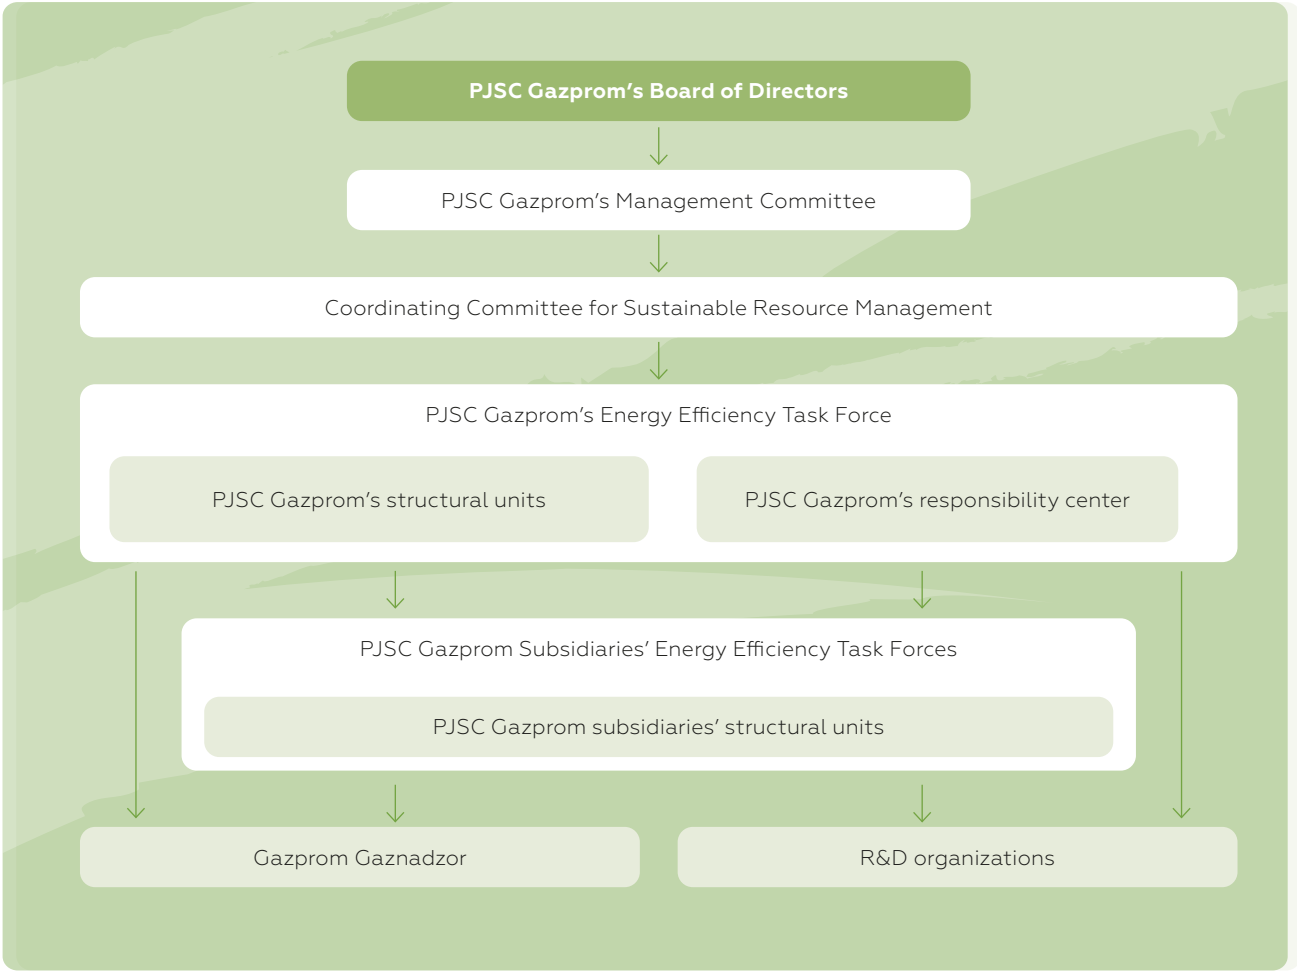 PJSC Gazprom’s Board of Directors
PJSC Gazprom’s Management Committee
Coordinating Committee for Sustainable Resource Management
PJSC Gazprom’s Energy Efficiency Task Force
PJSC Gazprom’s structural units
PJSC Gazprom’s responsibility center
PJSC Gazprom Subsidiaries’ Energy Efficiency Task Forces
PJSC Gazprom subsidiaries’ structural units
Gazprom Gaznadzor
R&D organizations